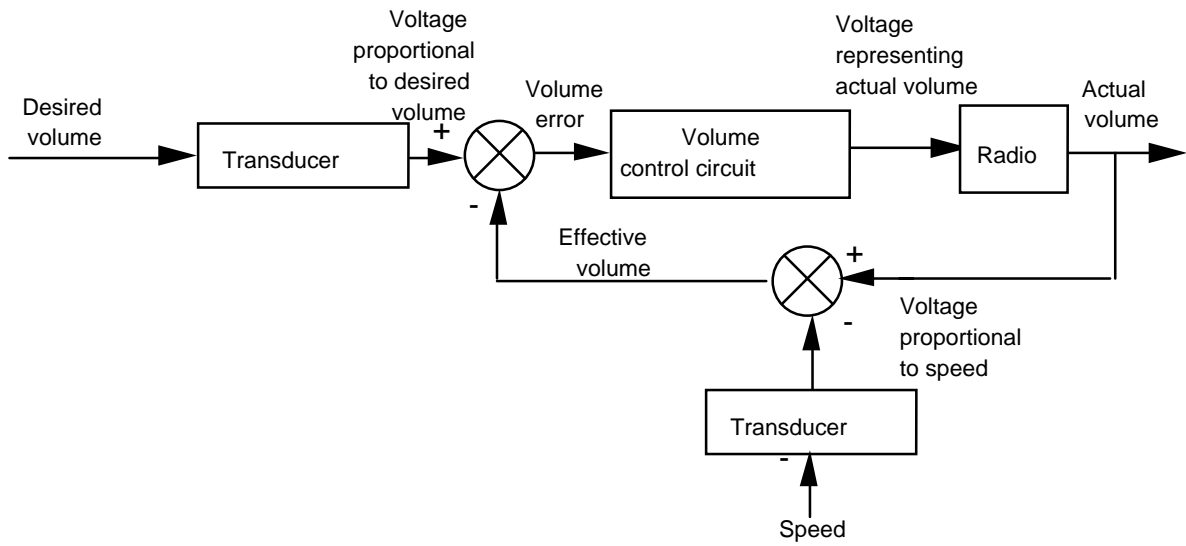 Desired
volume
Transducer
Voltage
proportional
to desired
volume
+
-
Volume
error
Volume
control circuit
Voltage
representing
actual volume
Radio
Actual
volume
Effective
volume
+
-
Voltage
proportional
to speed
Transducer
-
Speed